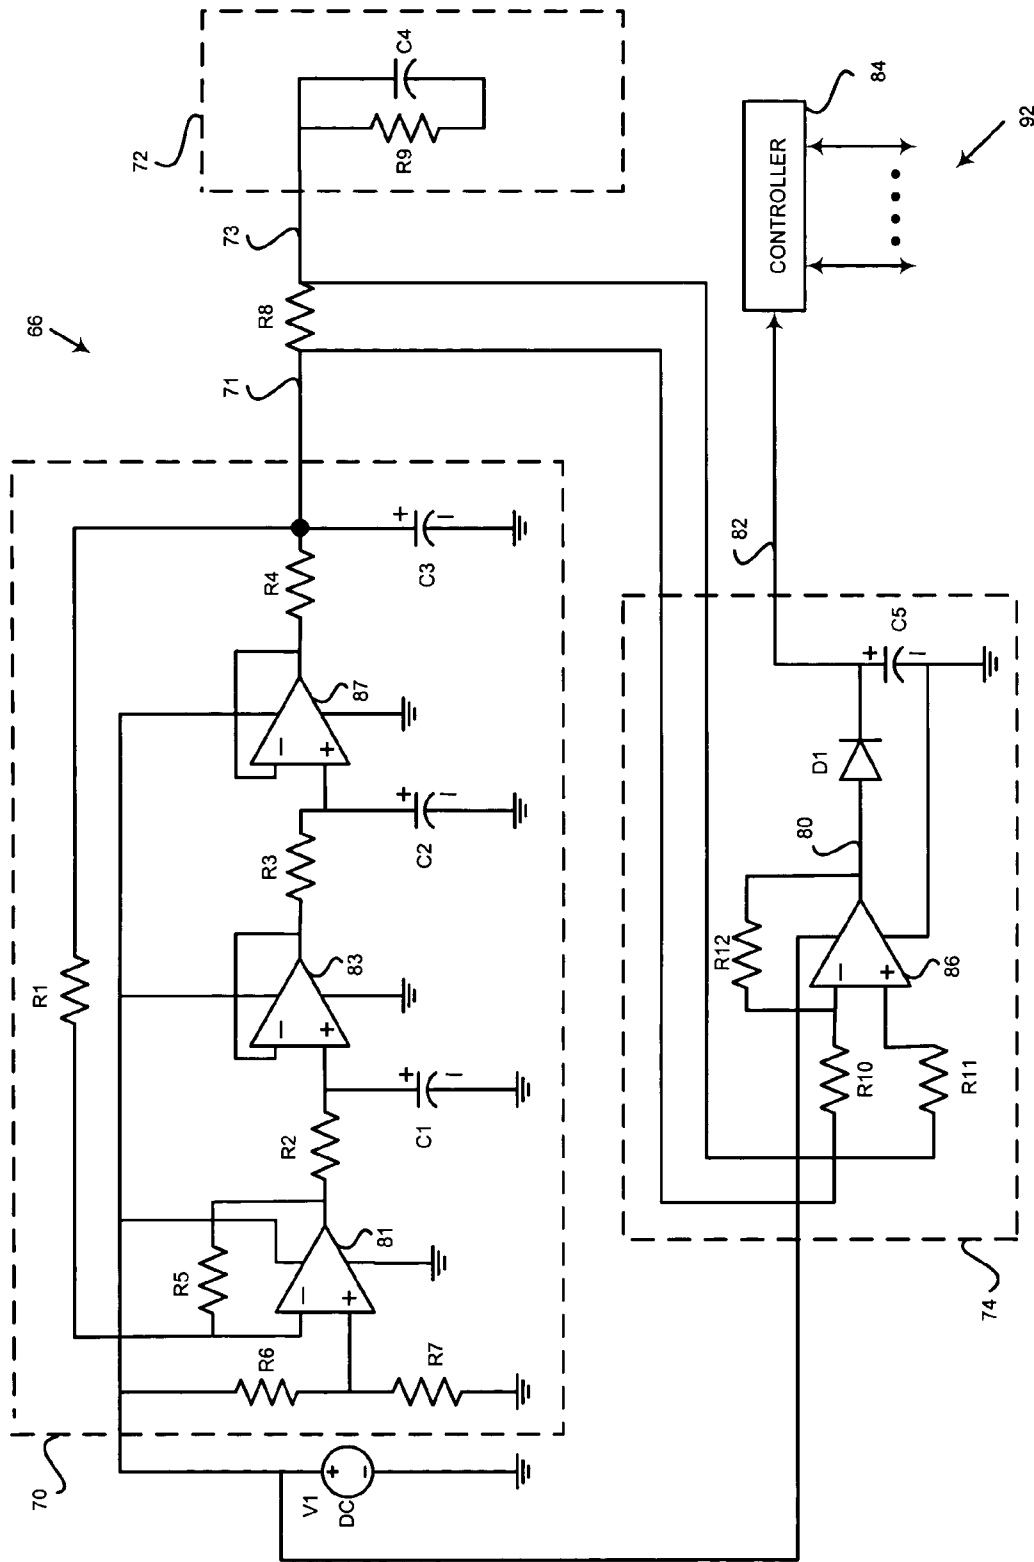 66
70
71
72
73
R1
R5
R6
R7
81
R2
C1
+
−
83
R3
C2
+
−
87
R4
C3
+
−
R8
R9
C4
V1
DC
+
−
−
+
−
+
−
+
74
R10
R11
R12
−
+
86
80
D1
C5
+
−
82
CONTROLLER
84
92